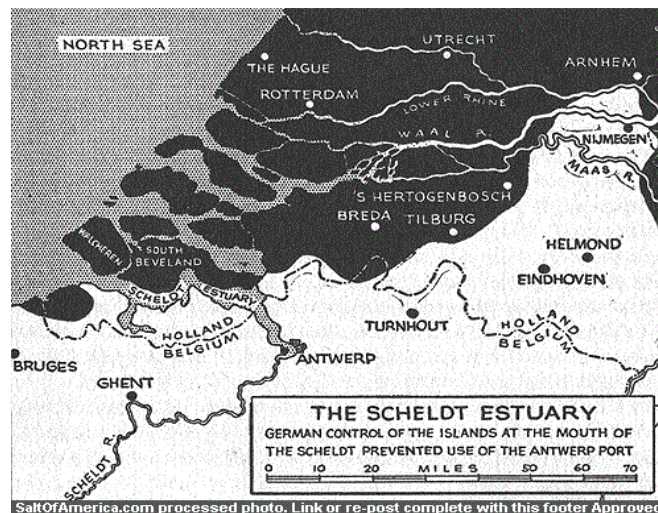 NORTH SEA
UTRECHT
THE HAGUE
ARNHEM
ROTTERDAM
LOWER RHINE
WAAL R.
NIJMEGEN
MAAS R.
'S HERTOGENBOSCH
BREDA
TILBURG
WALCHEREN
SOUTH
BEVELAND
HELMOND
EINDHOVEN
SCHELDT ESTUARY
HOLLAND
BELGIUM
TURNHOUT
HOLLAND
BELGIUM
BRUGES
ANTWERP
GHENT
SCHELDT R.
THE SCHELDT ESTUARY
GERMAN CONTROL OF THE ISLANDS AT THE MOUTH OF
THE SCHELDT PREVENTED USE OF THE ANTWERP PORT
0 10 20 30 40 50 60 70
MILES
SaltOfAmerica.com processed photo. Link or re-post complete with this footer Approved